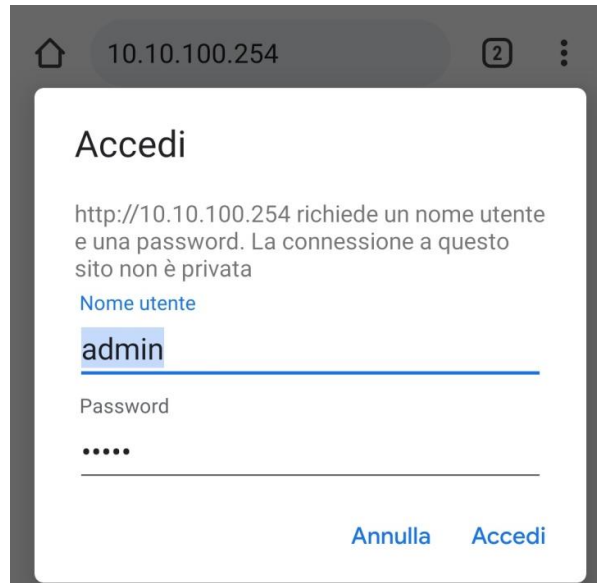 10.10.100.254
2
Accedi
http://10.10.100.254 richiede un nome utente
e una password. La connessione a questo
sito non è privata
Nome utente
admin
Password
•••••
Annulla
Accedi